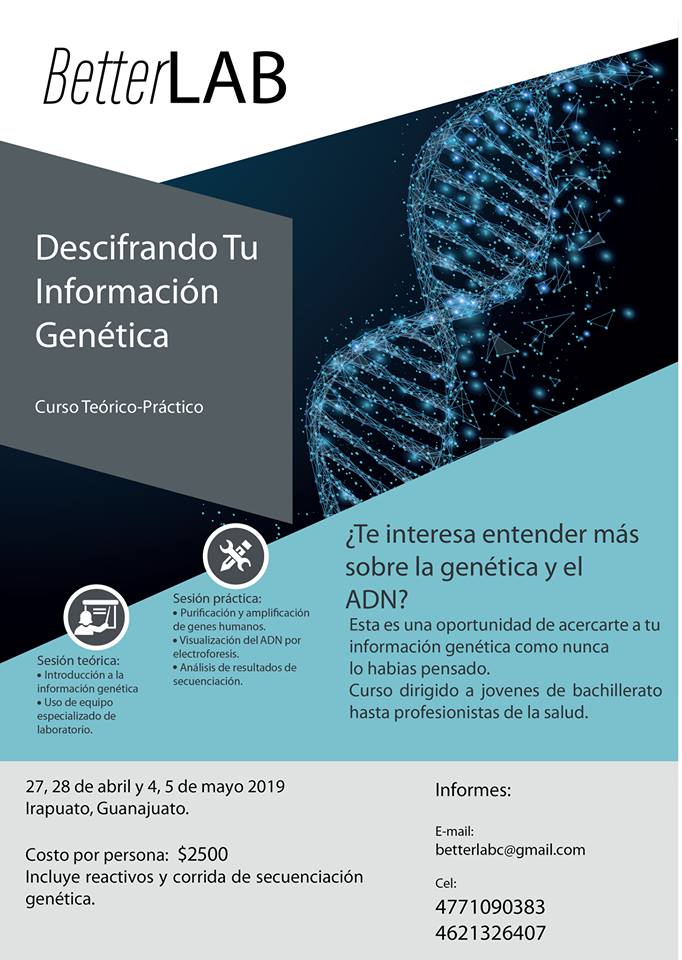 BetterLAB
Descifrando Tu
Información
Genética
Curso Teórico-Práctico
¿Te interesa entender más
sobre la genética y el
ADN?
Esta es una oportunidad de acercarte a tu
información genética como nunca
lo habias pensado.
Curso dirigido a jovenes de bachillerato
hasta profesionistas de la salud.
Sesión teórica:
• Introducción a la
información genética
• Uso de equipo
especializado de
laboratorio.
Sesión práctica:
• Purificación y amplificación
de genes humanos.
• Visualización del ADN por
electroforesis.
• Análisis de resultados de
secuenciación.
27, 28 de abril y 4, 5 de mayo 2019
Irapuato, Guanajuato.
Costo por persona: $2500
Incluye reactivos y corrida de secuenciación
genética.
Informes:
E-mail:
betterlabc@gmail.com
Cel:
4771090383
4621326407